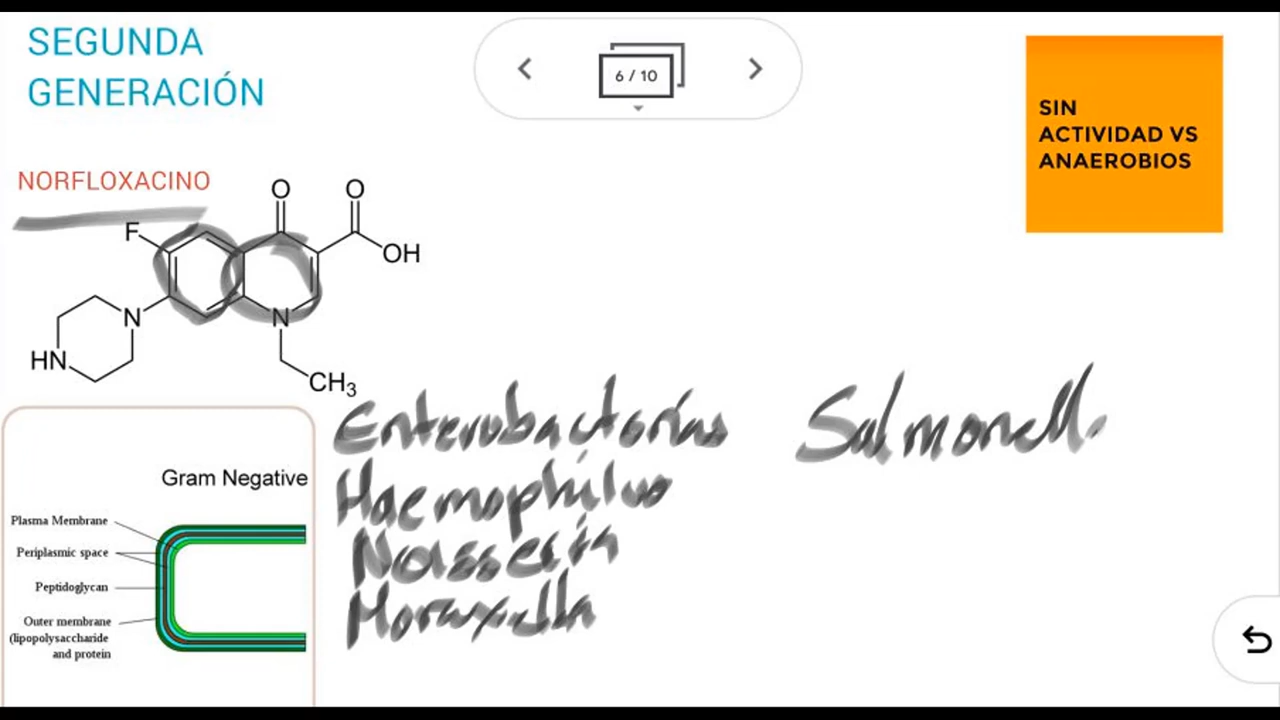 SEGUNDA
GENERACIÓN
6 / 10
SIN
ACTIVIDAD VS
ANAEROBIOS
NORFLOXACINO
O
O
F
OH
N
N
HN
CH3
Enterobacterias
Salmonella
Haemophilus
Neisseria
Moraxella
Gram Negative
Plasma Membrane
Periplasmic space
Peptidoglycan
Outer membrane
(lipopolysaccharide
and protein